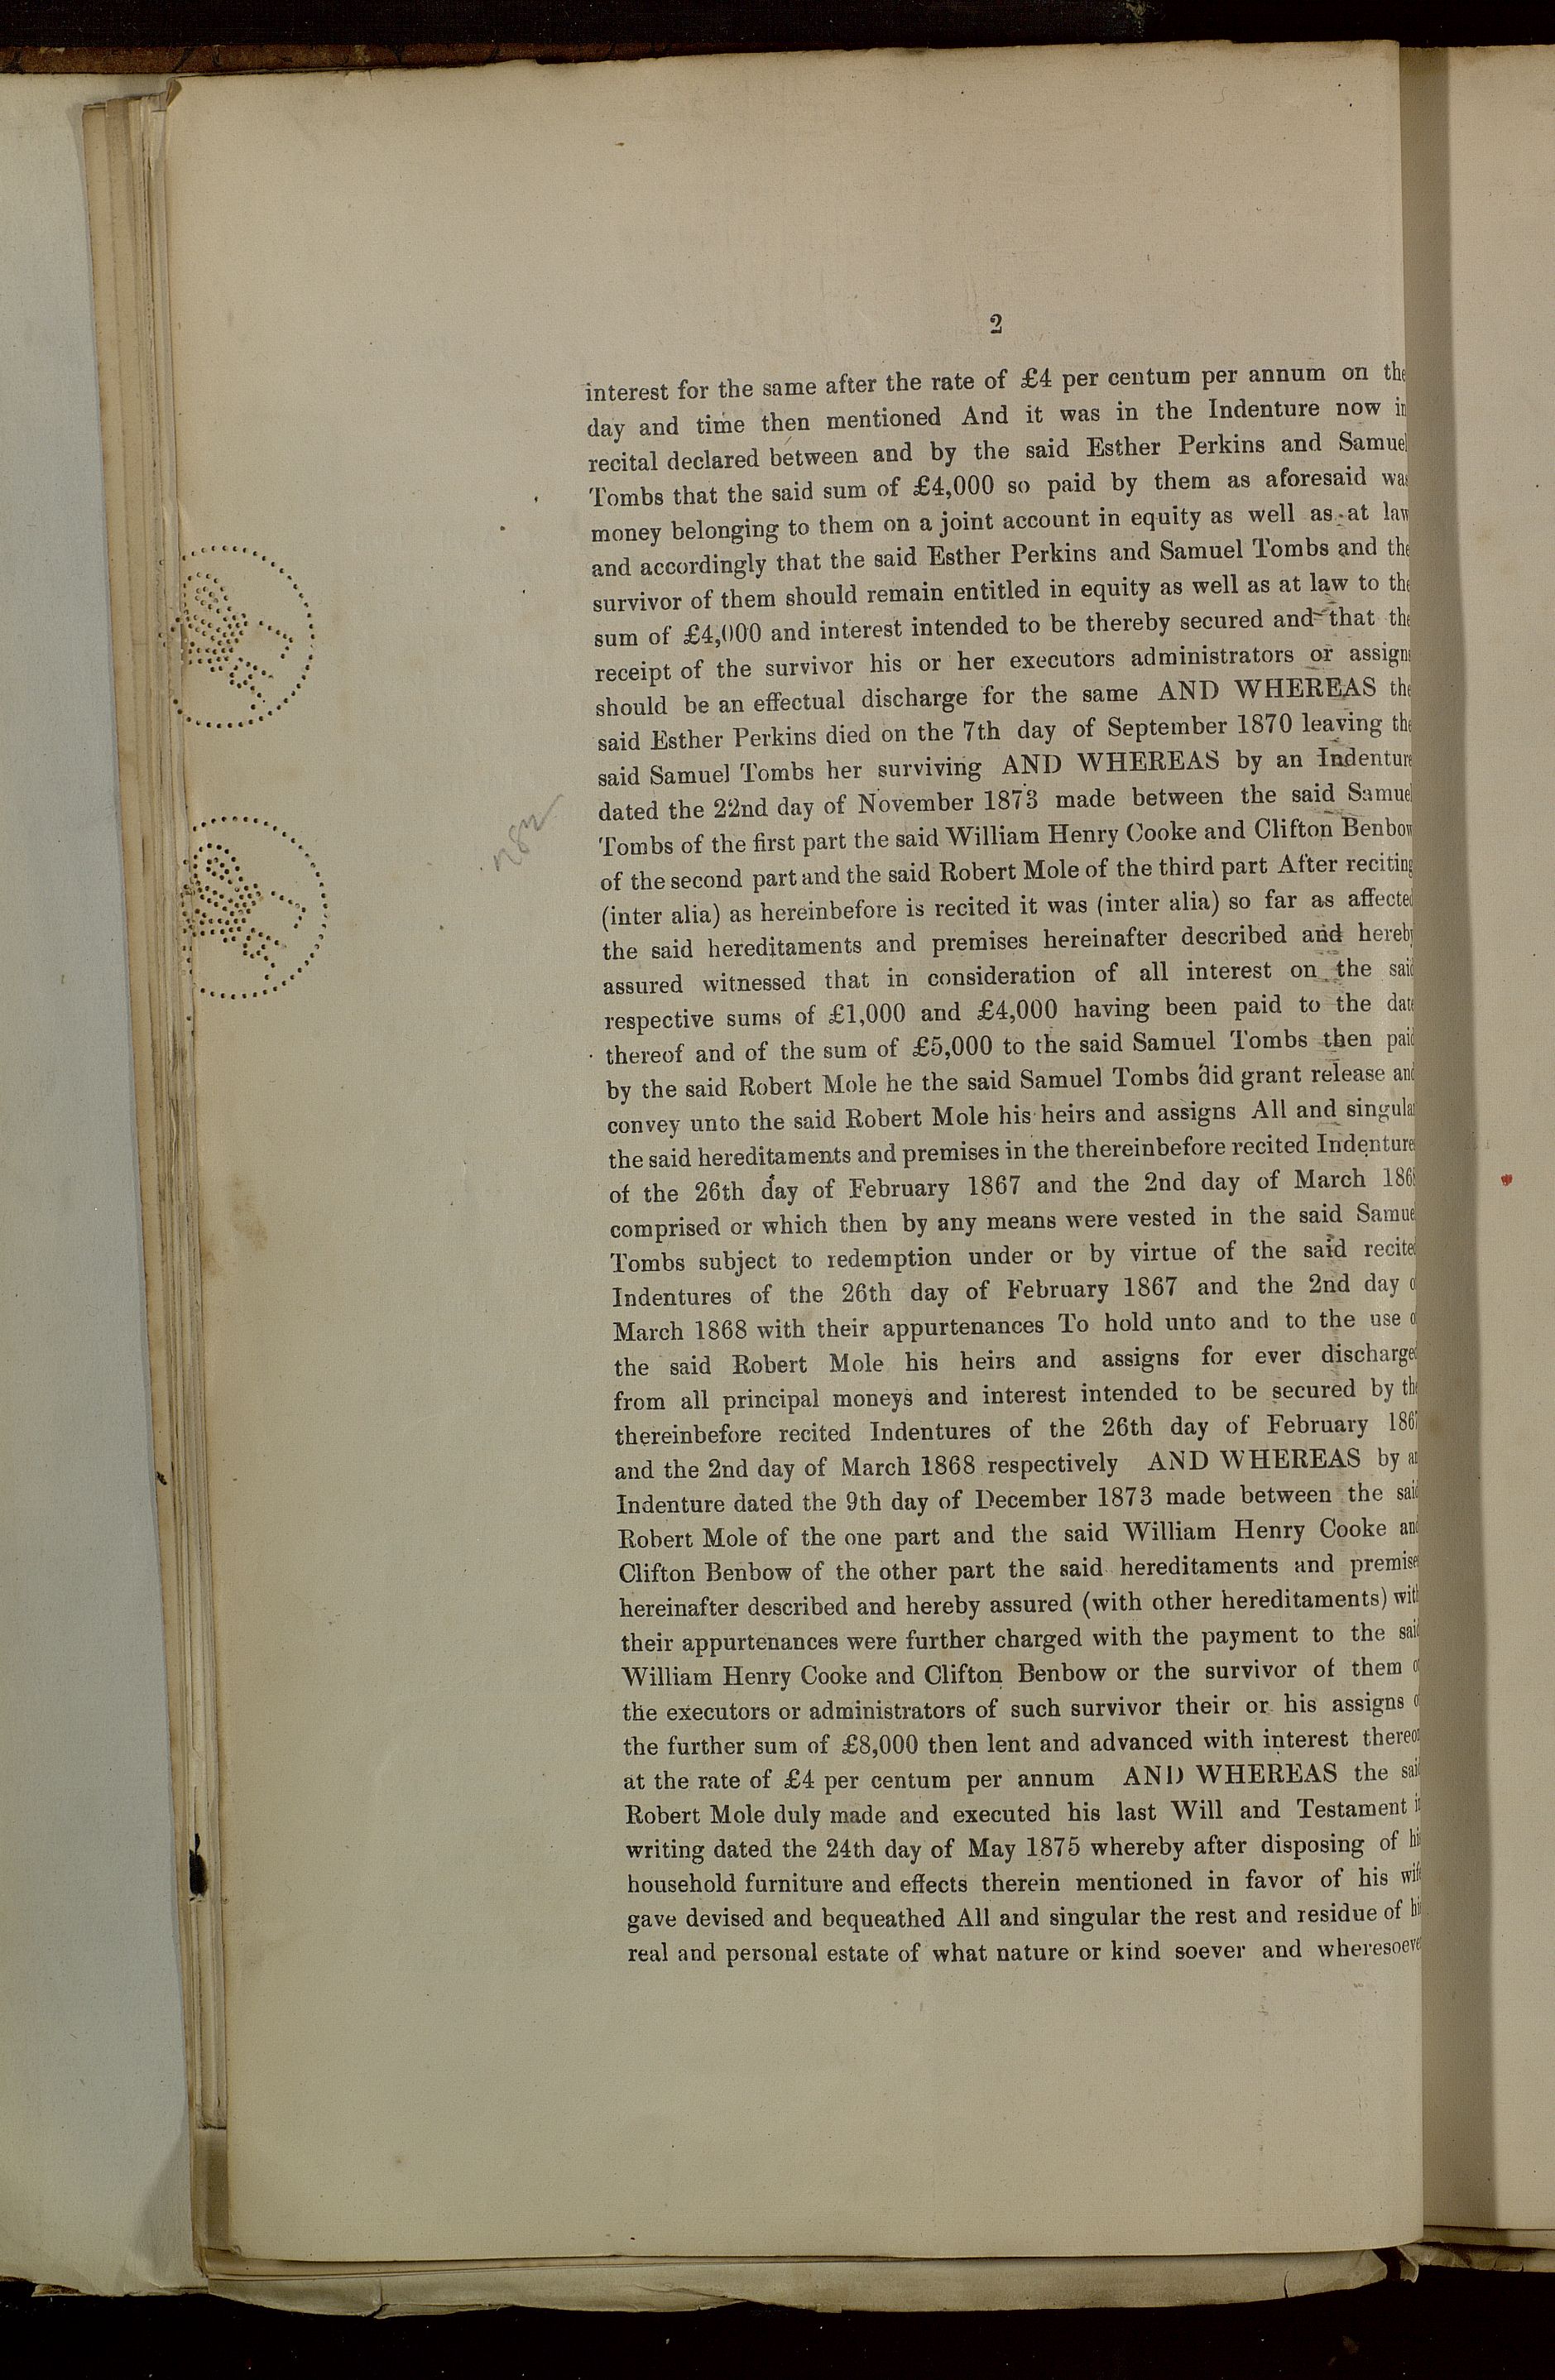 2
interest for the same after the rate of £4 per centum per annum on the
day and time then mentioned And it was in the Indenture now in
recital declared between and by the said Esther Perkins and Samuel
Tombs that the said sum of £4,000 so paid by them as aforesaid was
money belonging to them on a joint account in equity as well as at law
and accordingly that the said Esther Perkins and Samuel Tombs and the
survivor of them should remain entitled in equity as well as at law to the
sum of £4,000 and interest intended to be thereby secured and that the
receipt of the survivor his or her executors administrators or assigns
should be an effectual discharge for the same AND WHEREAS the
said Esther Perkins died on the 7th day of September 1870 leaving the
said Samuel Tombs her surviving AND WHEREAS by an Indenture
dated the 22nd day of November 1873 made between the said Samuel
Tombs of the first part the said William Henry Cooke and Clifton Benbow
of the second part and the said Robert Mole of the third part After reciting
(inter alia) as hereinbefore is recited it was (inter alia) so far as affected
the said hereditaments and premises hereinafter described and hereby
assured witnessed that in consideration of all interest on the said
respective sums of £1,000 and £4,000 having been paid to the date
thereof and of the sum of £5,000 to the said Samuel Tombs then paid
by the said Robert Mole he the said Samuel Tombs did grant release and
convey unto the said Robert Mole his heirs and assigns All and singular
the said hereditaments and premises in the thereinbefore recited Indentures
of the 26th day of February 1867 and the 2nd day of March 1868
comprised or which then by any means were vested in the said Samuel
Tombs subject to redemption under or by virtue of the said recited
Indentures of the 26th day of February 1867 and the 2nd day of
March 1868 with their appurtenances To hold unto and to the use of
the said Robert Mole his heirs and assigns for ever discharged
from all principal moneys and interest intended to be secured by the
thereinbefore recited Indentures of the 26th day of February 1867
and the 2nd day of March 1868 respectively AND WHEREAS by an
Indenture dated the 9th day of December 1873 made between the said
Robert Mole of the one part and the said William Henry Cooke and
Clifton Benbow of the other part the said hereditaments and premises
hereinafter described and hereby assured (with other hereditaments) with
their appurtenances were further charged with the payment to the said
William Henry Cooke and Clifton Benbow or the survivor of them or
the executors or administrators of such survivor their or his assigns of
the further sum of £8,000 then lent and advanced with interest thereon
at the rate of £4 per centum per annum AND WHEREAS the said
Robert Mole duly made and executed his last Will and Testament in
writing dated the 24th day of May 1875 whereby after disposing of his
household furniture and effects therein mentioned in favor of his wife
gave devised and bequeathed All and singular the rest and residue of his
real and personal estate of what nature or kind soever and wheresoever